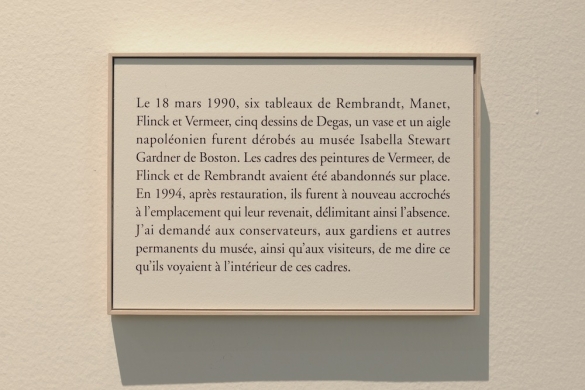 Le 18 mars 1990, six tableaux de Rembrandt, Manet,
Flinck et Vermeer, cinq dessins de Degas, un vase et un aigle
napoléonien furent dérobés au musée Isabella Stewart
Gardner de Boston. Les cadres des peintures de Vermeer, de
Flinck et de Rembrandt avaient été abandonnés sur place.
En 1994, après restauration, ils furent à nouveau accrochés
à l'emplacement qui leur revenait, délimitant ainsi l'absence.
J'ai demandé aux conservateurs, aux gardiens et autres
permanents du musée, ainsi qu'aux visiteurs, de me dire ce
qu'ils voyaient à l'intérieur de ces cadres.